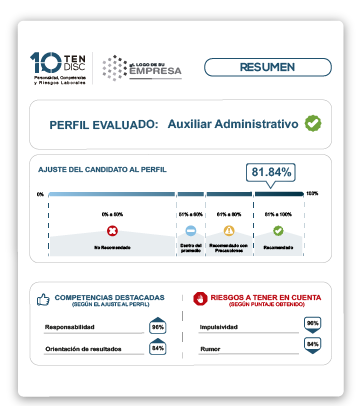 10 TEN
DISC
Personalidad, Competencias
y Riesgos Laborales
EL LOGO DE SU
EMPRESA
RESUMEN
PERFIL EVALUADO: Auxiliar Administrativo
AJUSTE DEL CANDIDATO AL PERFIL
81.84%
0%
100%
0% a 50%
51% a 60%
61% a 80%
81% a 100%
No Recomendado
Dentro del
promedio
Recomendado con
Precauciones
Recomendado
COMPETENCIAS DESTACADAS
(SEGÚN EL AJUSTE AL PERFIL)
Responsabilidad
96%
Orientación de resultados
84%
RIESGOS A TENER EN CUENTA
(SEGÚN PUNTAJE OBTENIDO)
Impulsividad
96%
Rumor
84%